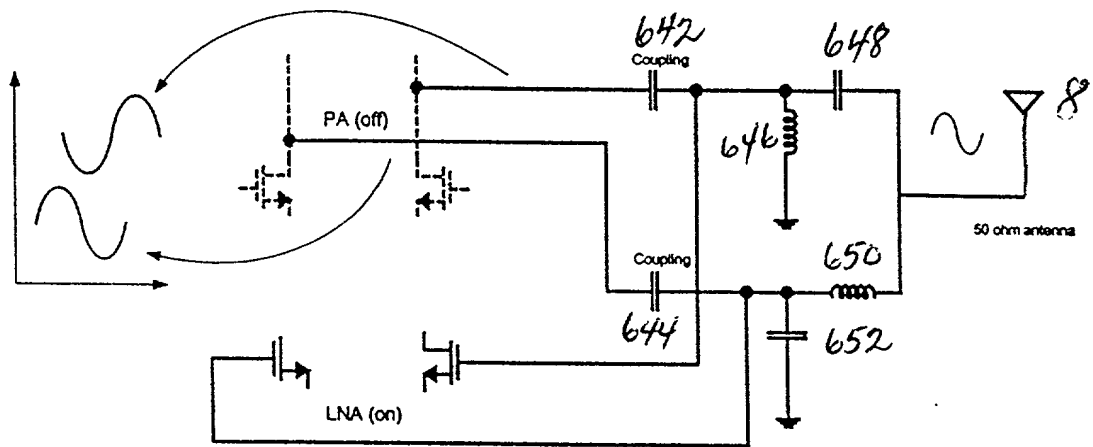 642
648
Coupling
8
PA (off)
646
50 ohm antenna
650
Coupling
644
652
LNA (on)